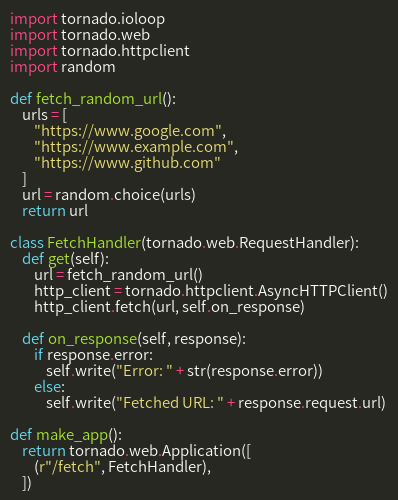 import tornado.ioloop
import tornado.web
import tornado.httpclient
import random

def fetch_random_url():
    urls = [
        "https://www.google.com",
        "https://www.example.com",
        "https://www.github.com"
    ]
    url = random.choice(urls)
    return url

class FetchHandler(tornado.web.RequestHandler):
    def get(self):
        url = fetch_random_url()
        http_client = tornado.httpclient.AsyncHTTPClient()
        http_client.fetch(url, self.on_response)

    def on_response(self, response):
        if response.error:
            self.write("Error: " + str(response.error))
        else:
            self.write("Fetched URL: " + response.request.url)

def make_app():
    return tornado.web.Application([
        (r"/fetch", FetchHandler),
    ])